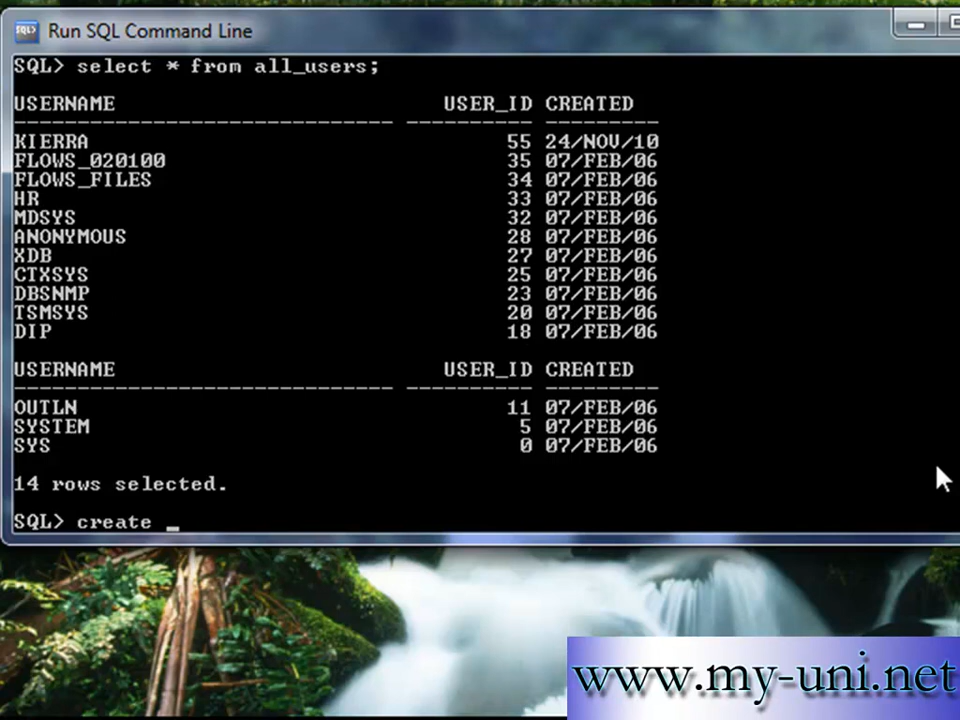 Run SQL Command Line
SQL> select * from all_users;
USERNAME USER_ID CREATED
------------------------------ ---------- ---------
KIERRA 55 24/NOV/10
FLOWS_020100 35 07/FEB/06
FLOWS_FILES 34 07/FEB/06
HR 33 07/FEB/06
MDSYS 32 07/FEB/06
ANONYMOUS 28 07/FEB/06
XDB 27 07/FEB/06
CTXSYS 25 07/FEB/06
DBSNMP 23 07/FEB/06
TSMSYS 20 07/FEB/06
DIP 18 07/FEB/06
USERNAME USER_ID CREATED
------------------------------ ---------- ---------
OUTLN 11 07/FEB/06
SYSTEM 5 07/FEB/06
SYS 0 07/FEB/06
14 rows selected.
SQL> create _
www.my-uni.net